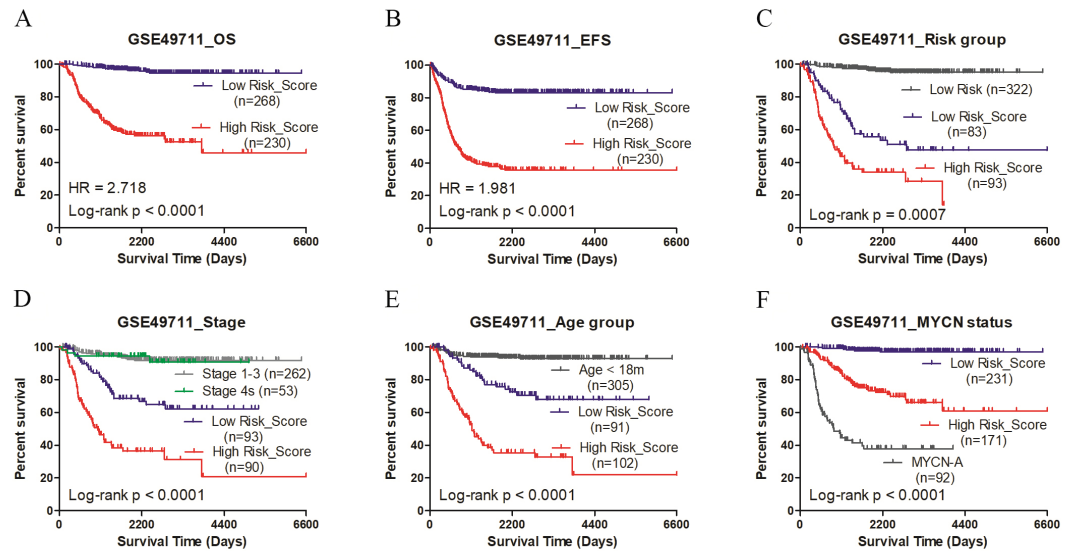 A
GSE49711_OS
Percent survival
100
80
60
40
20
0
Low Risk_Score
(n=268)
High Risk_Score
(n=230)
HR = 2.718
Log-rank p < 0.0001
0
2200
4400
6600
Survival Time (Days)
B
GSE49711_EFS
Percent survival
100
80
60
40
20
0
Low Risk_Score
(n=268)
High Risk_Score
(n=230)
HR = 1.981
Log-rank p < 0.0001
0
2200
4400
6600
Survival Time (Days)
C
GSE49711_Risk group
Percent survival
100
80
60
40
20
0
Low Risk (n=322)
Low Risk_Score
(n=83)
High Risk_Score
(n=93)
Log-rank p = 0.0007
0
2200
4400
6600
Survival Time (Days)
D
GSE49711_Stage
Percent survival
100
80
60
40
20
0
Stage 1-3 (n=262)
Stage 4s (n=53)
Low Risk_Score
(n=93)
High Risk_Score
(n=90)
Log-rank p < 0.0001
0
2200
4400
6600
Survival Time (Days)
E
GSE49711_Age group
Percent survival
100
80
60
40
20
0
Age < 18m
(n=305)
Low Risk_Score
(n=91)
High Risk_Score
(n=102)
Log-rank p < 0.0001
0
2200
4400
6600
Survival Time (Days)
F
GSE49711_MYCN status
Percent survival
100
80
60
40
20
0
Low Risk_Score
(n=231)
High Risk_Score
(n=171)
MYCN-A
(n=92)
Log-rank p < 0.0001
0
2200
4400
6600
Survival Time (Days)